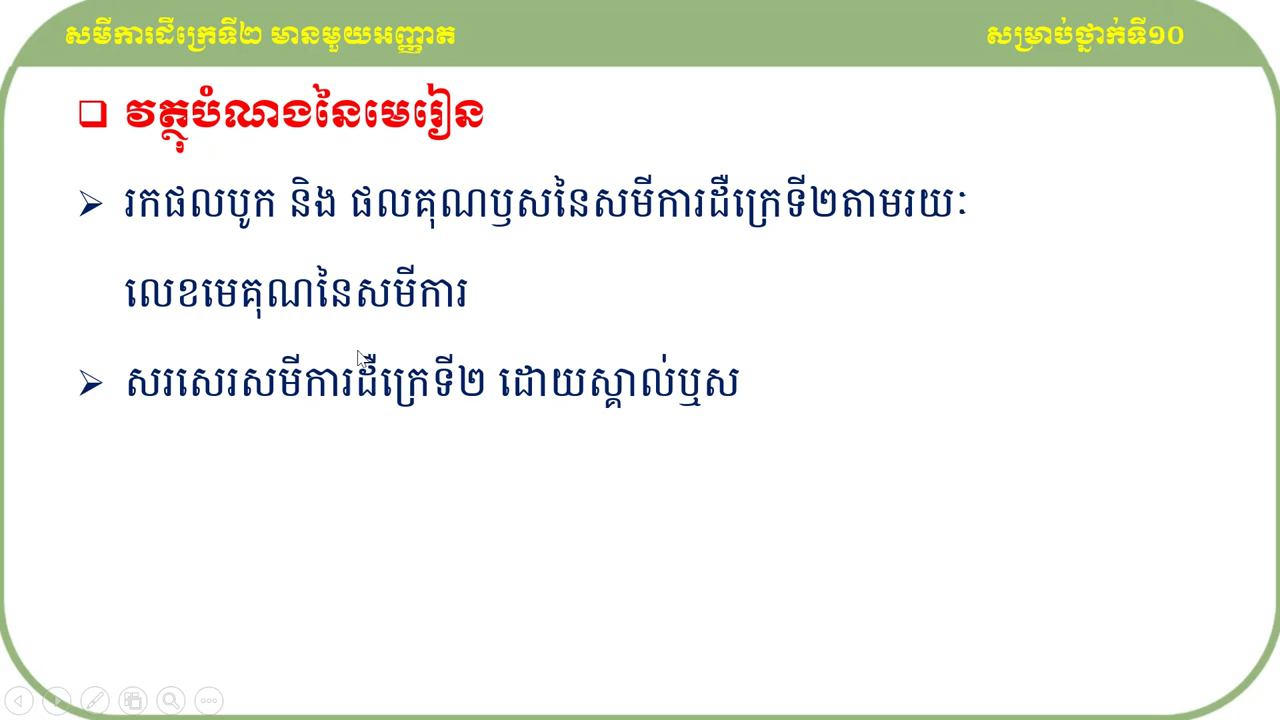 សមីការដឺក្រេទី២ មានមួយអញ្ញាត
សម្រាប់ថ្នាក់ទី១០
វត្ថុបំណងនៃមេរៀន
រកផលបូក និង ផលគុណឫសនៃសមីការដឺក្រេទី២តាមរយៈ
លេខមេគុណនៃសមីការ
សរសេរសមីការដឺក្រេទី២ ដោយស្គាល់ឬស